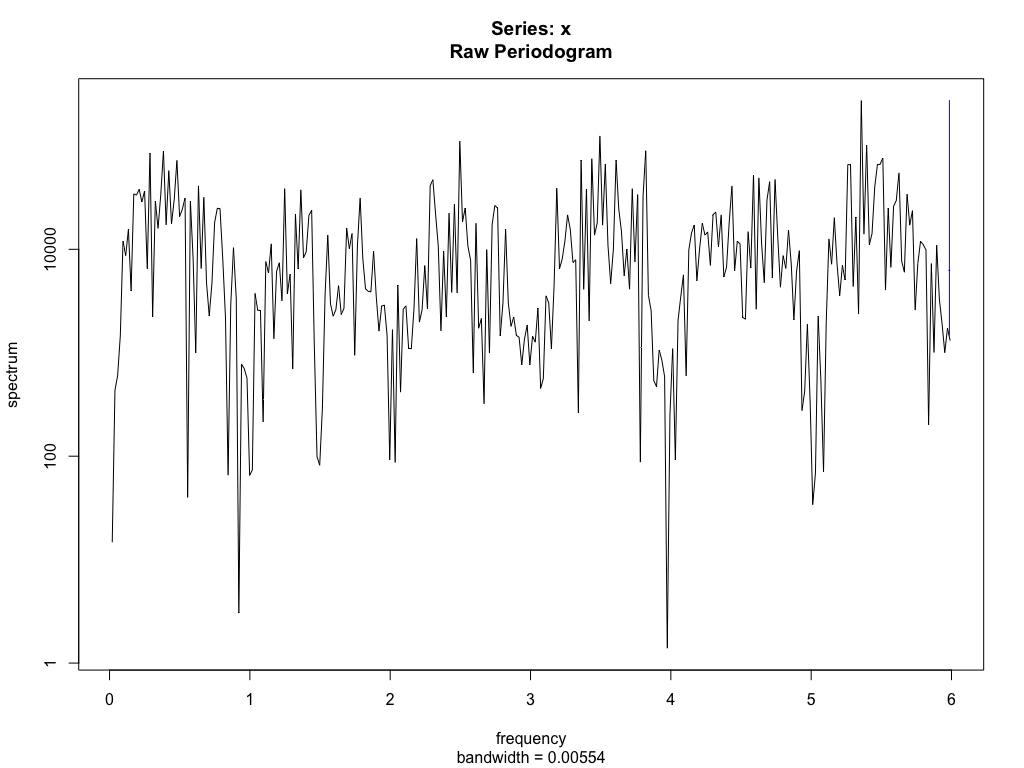 Series: x
Raw Periodogram
spectrum
10000
100
1
0 1 2 3 4 5 6
frequency
bandwidth = 0.00554